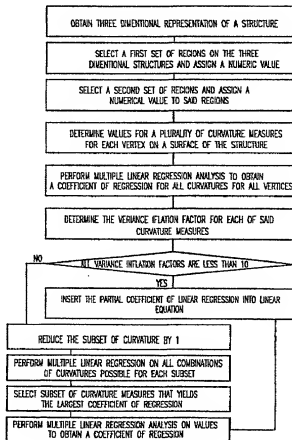 OBTAIN THREE DIMENTIONAL REPRESENTATION OF A STRUCTURE
SELECT A FIRST SET OF REGIONS ON THE THREE
DIMENTIONAL STRUCTURES AND ASSIGN A NUMERIC VALUE
SELECT A SECOND SET OF REGIONS AND ASSIGN A
NUMERICAL VALUE TO SAID REGIONS
DETERMINE VALUES FOR A PLURALITY OF CURVATURE MEASURES
FOR EACH VERTEX ON A SURFACE OF THE STRUCTURE
PERFORM MULTIPLE LINEAR REGRESSION ANALYSIS TO OBTAIN
A COEFFICIENT OF REGRESSION FOR ALL CURVATURES FOR ALL VERTICES
DETERMINE THE VERIANCE IFLATION FACTOR FOR EACH OF SAID
CURVATURE MEASURES
NO
ALL VARIANCE INFLATION FACTORS ARE LESS THAN 10
YES
INSERT THE PARTIAL COEFFICIENT OF LINEAR REGRESSION INTO LINEAR
EQUATION
REDUCE THE SUBSET OF CURVATURE BY 1
PERFORM MULTIPLE LINEAR REGRESSION ON ALL COMBINATIONS
OF CURVATURES POSSIBLE FOR EACH SUBSET
SELECT SUBSET OF CURVATURE MEASURES THAT YIELDS
THE LARGEST COEFFICIENT OF REGRESSION
PERFORM MULTIPLE LINEAR REGRESSION ANALYSIS ON VALUES
TO OBTAIN A COEFFICIENT OF REGESSION